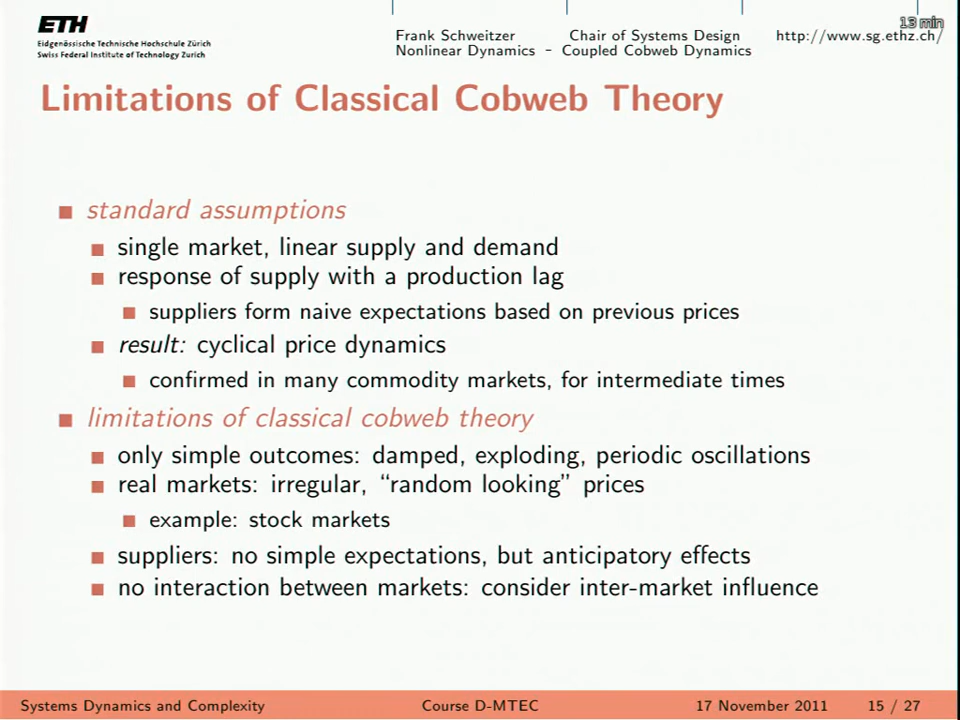 13 min
ETH
Eidgenössische Technische Hochschule Zürich
Swiss Federal Institute of Technology Zurich
Frank Schweitzer Chair of Systems Design http://www.sg.ethz.ch/
Nonlinear Dynamics – Coupled Cobweb Dynamics
Limitations of Classical Cobweb Theory
standard assumptions
single market, linear supply and demand
response of supply with a production lag
suppliers form naive expectations based on previous prices
result: cyclical price dynamics
confirmed in many commodity markets, for intermediate times
limitations of classical cobweb theory
only simple outcomes: damped, exploding, periodic oscillations
real markets: irregular, “random looking” prices
example: stock markets
suppliers: no simple expectations, but anticipatory effects
no interaction between markets: consider inter-market influence
Systems Dynamics and Complexity Course D-MTEC 17 November 2011 15 / 27